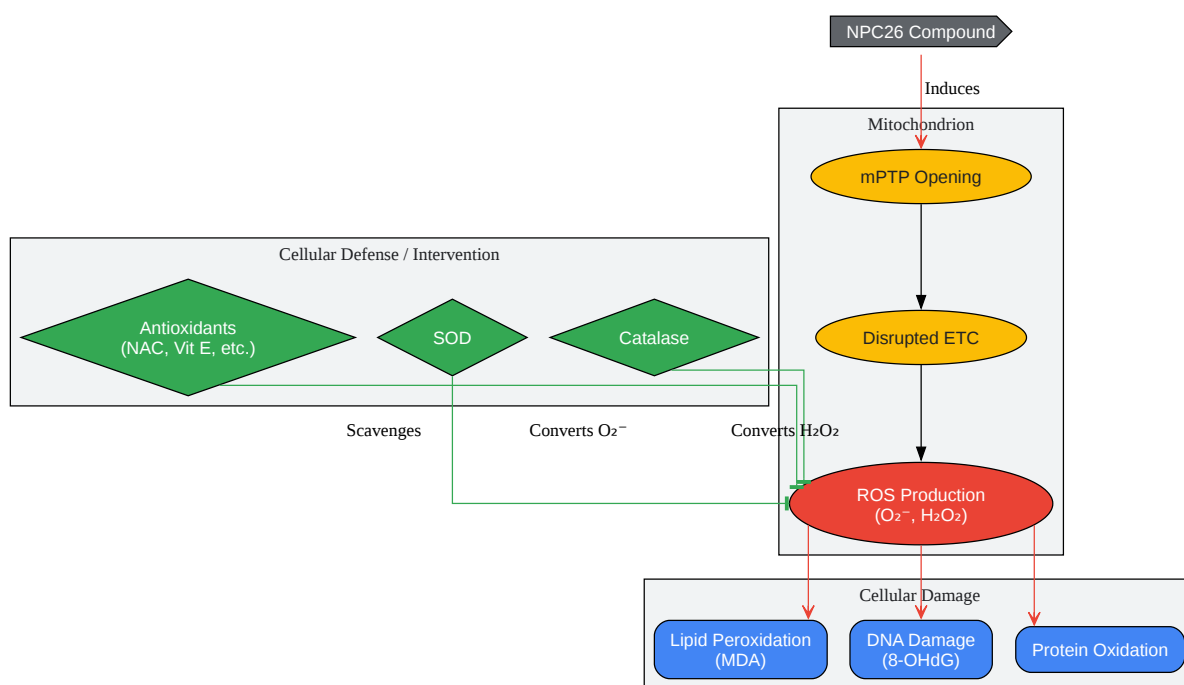 NPC26 Compound
Induces
Mitochondrion
mPTP Opening
Cellular Defense / Intervention
Antioxidants
(NAC, Vit E, etc.)
SOD
Catalase
Disrupted ETC
Scavenges
Converts O₂⁻
Converts H₂O₂
ROS Production
(O₂⁻, H₂O₂)
Cellular Damage
Lipid Peroxidation
(MDA)
DNA Damage
(8-OHdG)
Protein Oxidation